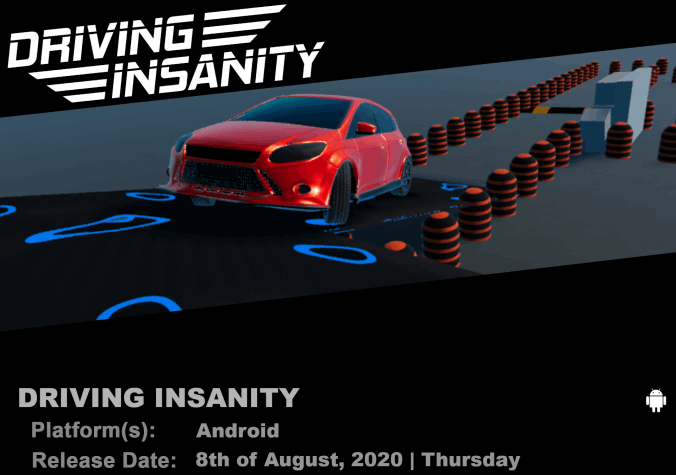 DRIVING
INSANITY
DRIVING INSANITY
Platform(s): Android
Release Date: 8th of August, 2020 | Thursday